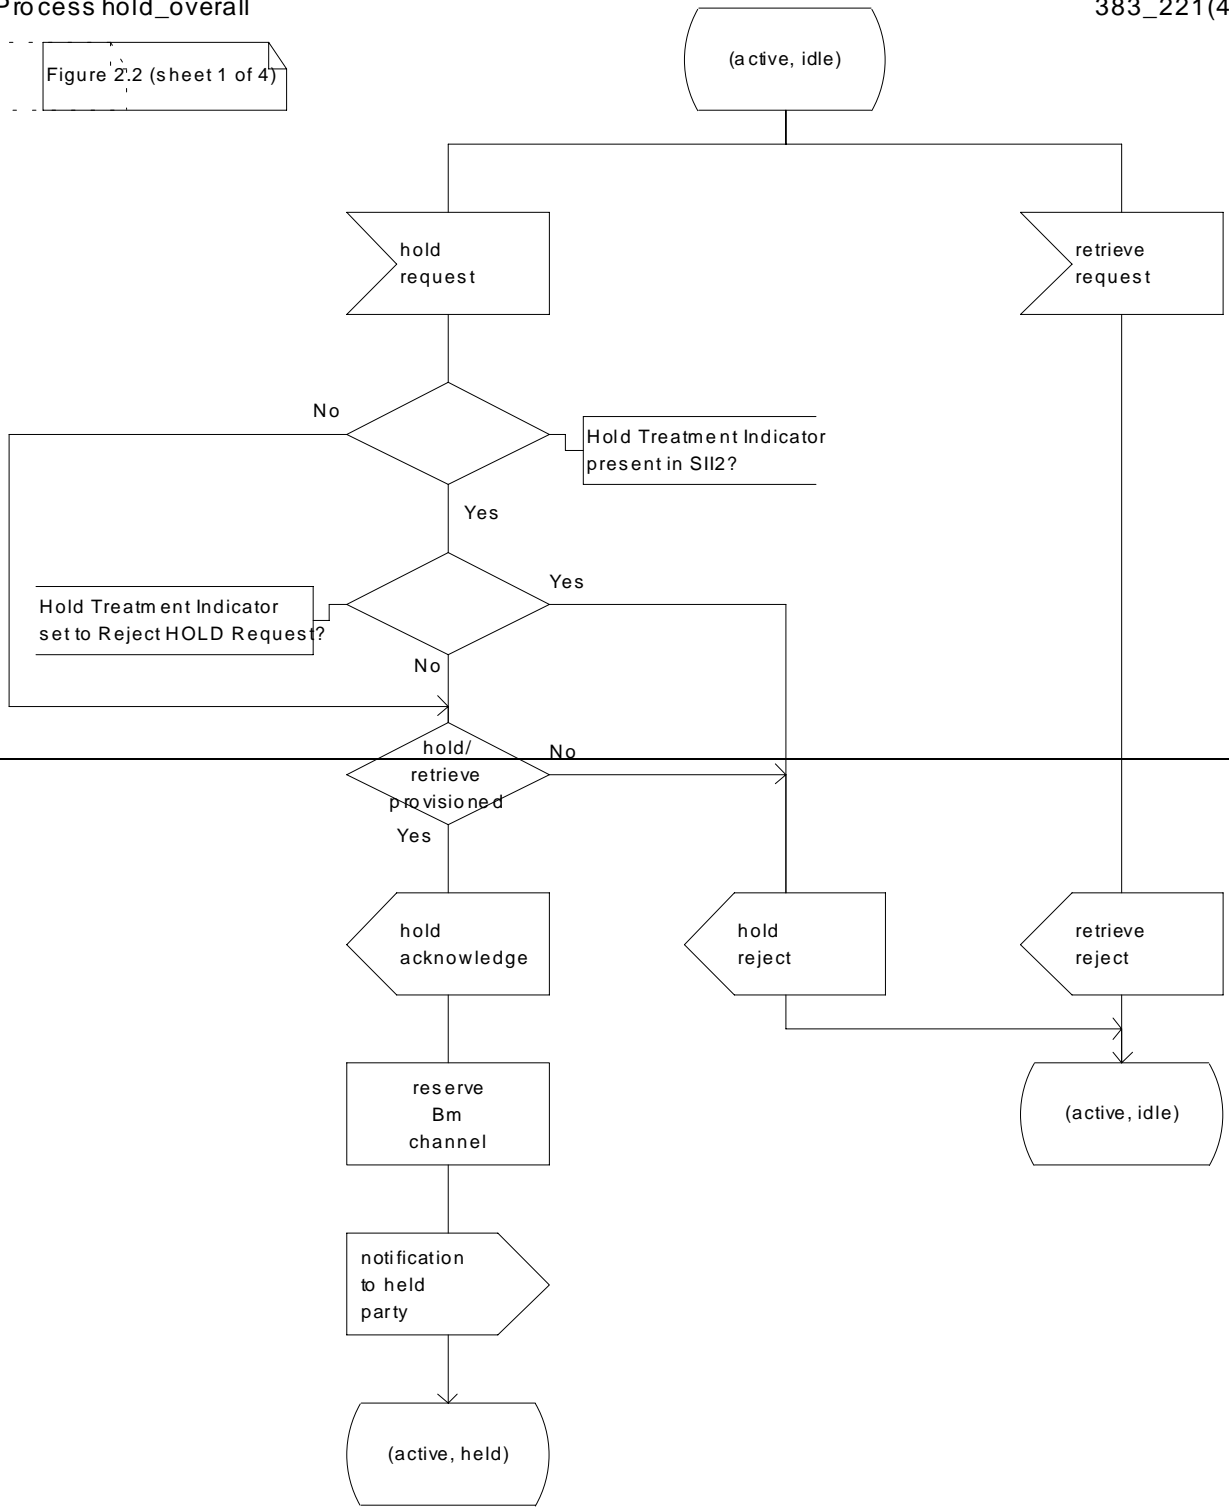 Process hold_overall
383_221(4
Figure 2.2 (sheet 1 of 4)
(active, idle)
hold
request
retrieve
request
No
Hold Treatment Indicator
present in SII2?
Yes
Yes
Hold Treatment Indicator
set to Reject HOLD Request?
No
hold/
retrieve
provisioned
No
Yes
hold
acknowledge
hold
reject
retrieve
reject
reserve
Bm
channel
(active, idle)
notification
to held
party
(active, held)